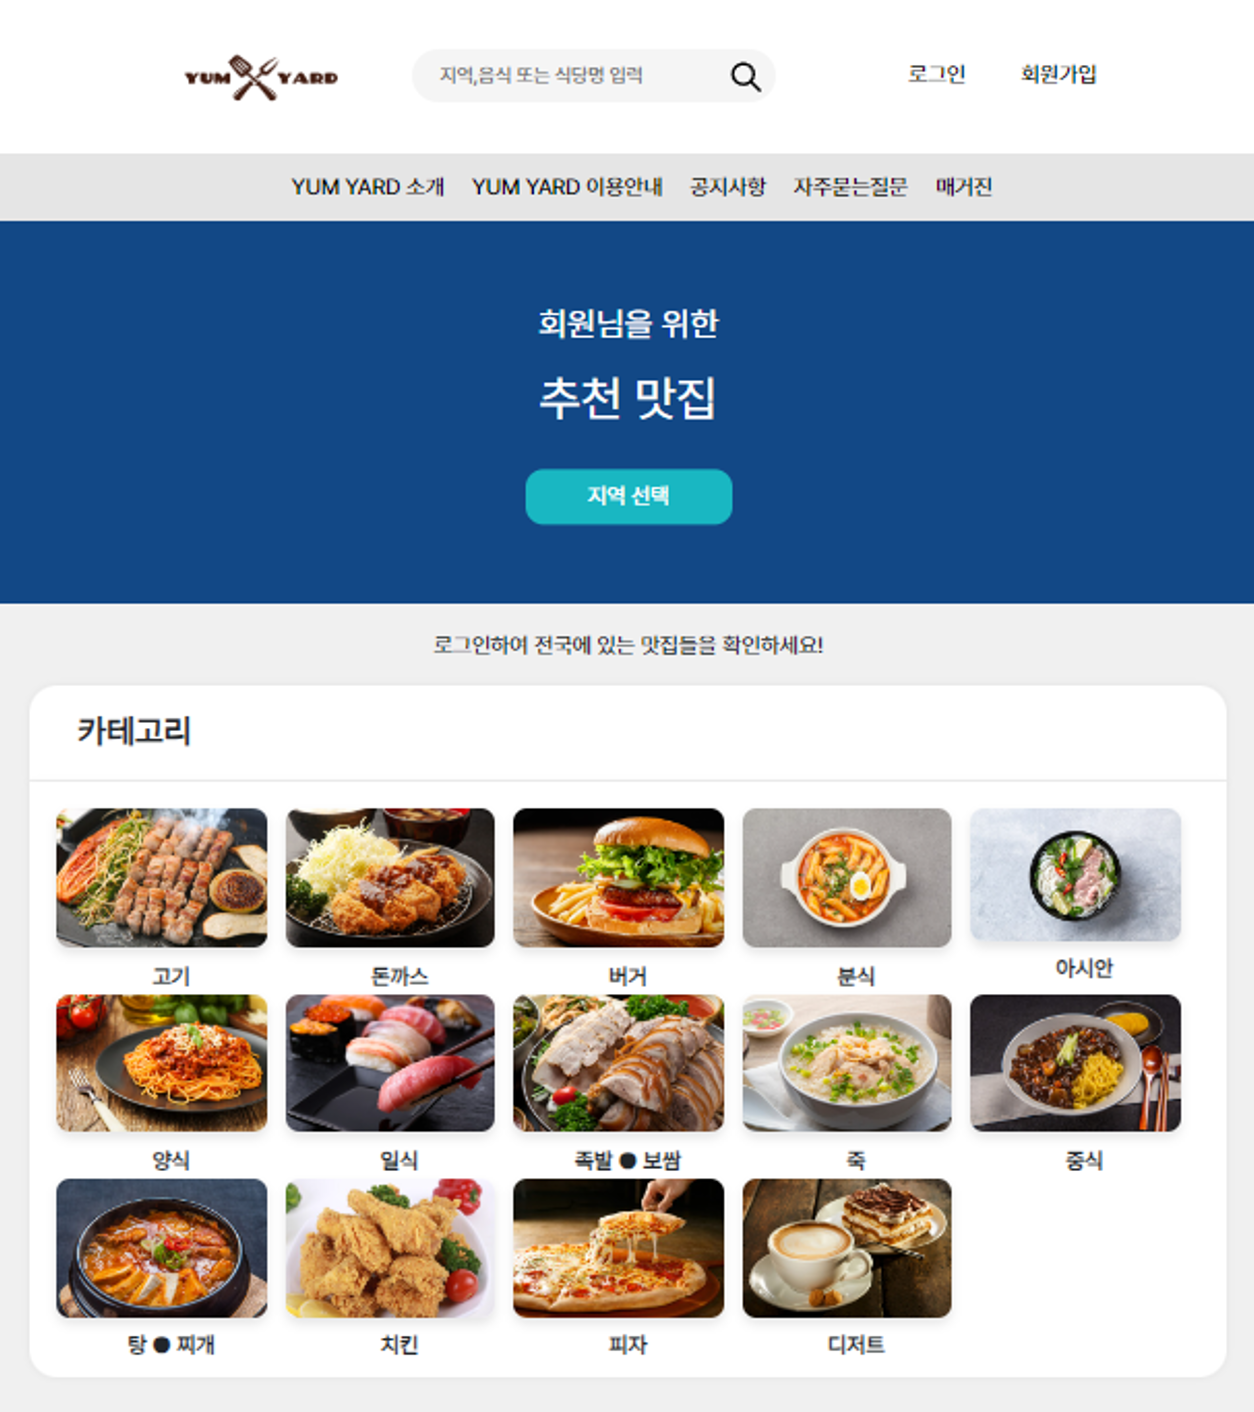 YUM YARD
지역,음식 또는 식당명 입력
로그인 회원가입
YUM YARD 소개 YUM YARD 이용안내 공지사항 자주묻는질문 매거진
회원님을 위한
추천 맛집
지역 선택
로그인하여 전국에 있는 맛집들을 확인하세요!
카테고리
고기 돈까스 버거 분식 아시안
양식 일식 족발 ● 보쌈 죽 중식
탕 ● 찌개 치킨 피자 디저트